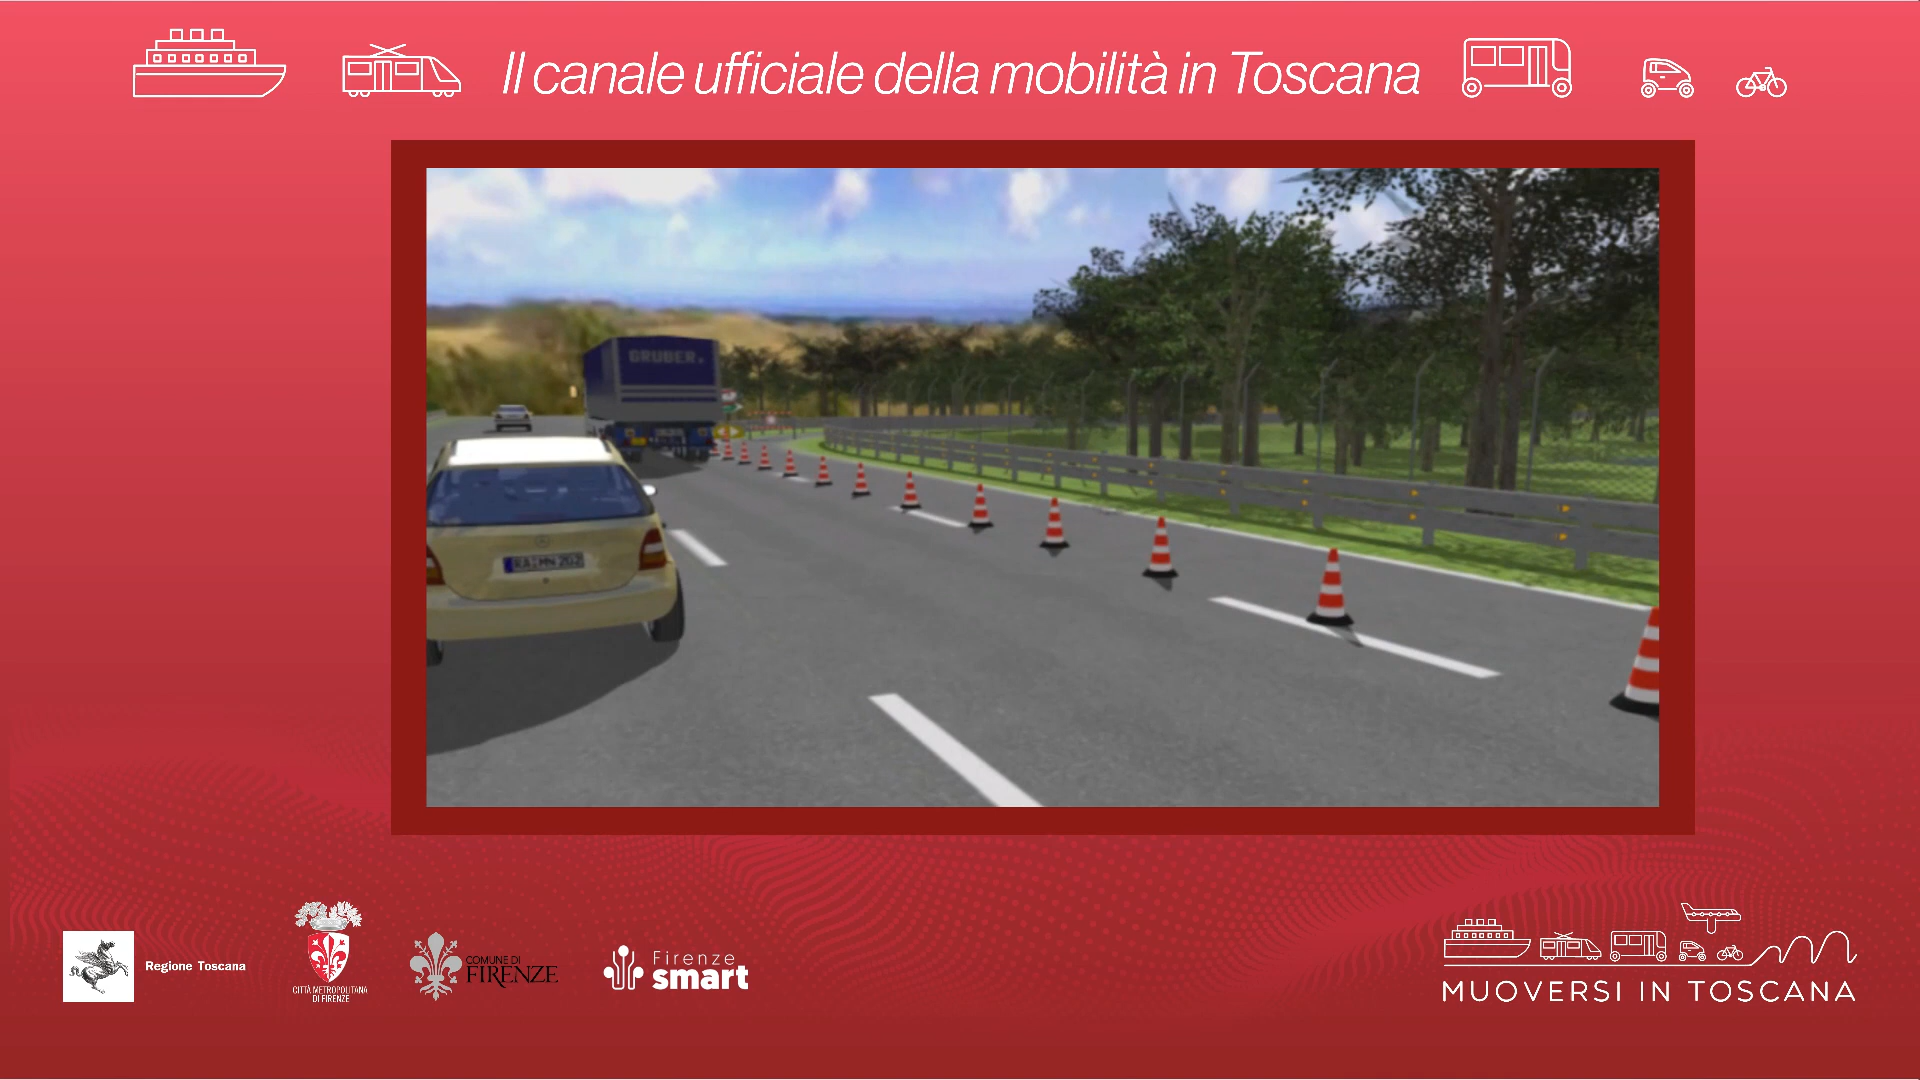 Il canale ufficiale della mobilità in Toscana
GRUBER.
Regione Toscana
CITTÀ METROPOLITANA
DI FIRENZE
COMUNE DI
FIRENZE
Firenze
smart
MUOVERSI IN TOSCANA